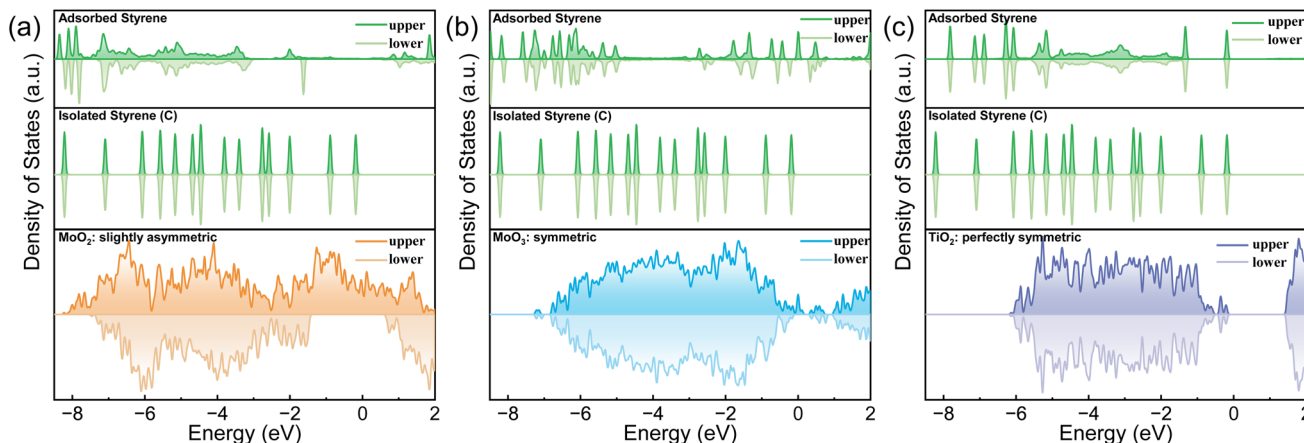 (a)
Density of States (a.u.)
Adsorbed Styrene
upper
lower
Isolated Styrene (C)
MoO₂: slightly asymmetric
upper
lower
−8 −6 −4 −2 0 2
Energy (eV)
(b)
Density of States (a.u.)
Adsorbed Styrene
upper
lower
Isolated Styrene (C)
MoO₃: symmetric
upper
lower
−8 −6 −4 −2 0 2
Energy (eV)
(c)
Density of States (a.u.)
Adsorbed Styrene
upper
lower
Isolated Styrene (C)
TiO₂: perfectly symmetric
upper
lower
−8 −6 −4 −2 0 2
Energy (eV)